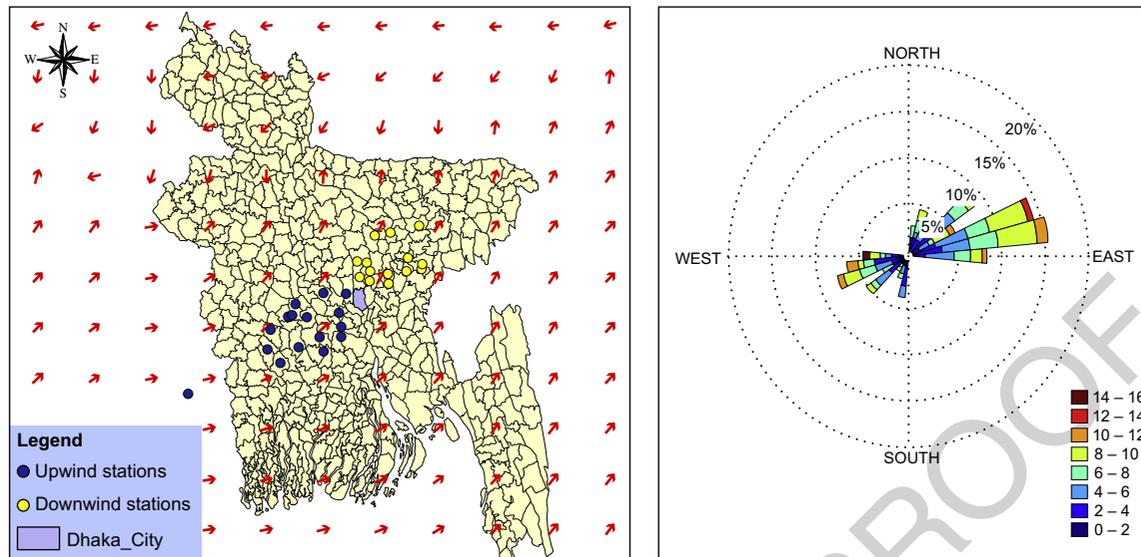 N
W E
S
Legend
Upwind stations
Downwind stations
Dhaka_City
NORTH
20%
15%
10%
5%
WEST
EAST
SOUTH
14 – 16
12 – 14
10 – 12
8 – 10
6 – 8
4 – 6
2 – 4
0 – 2
PROOF